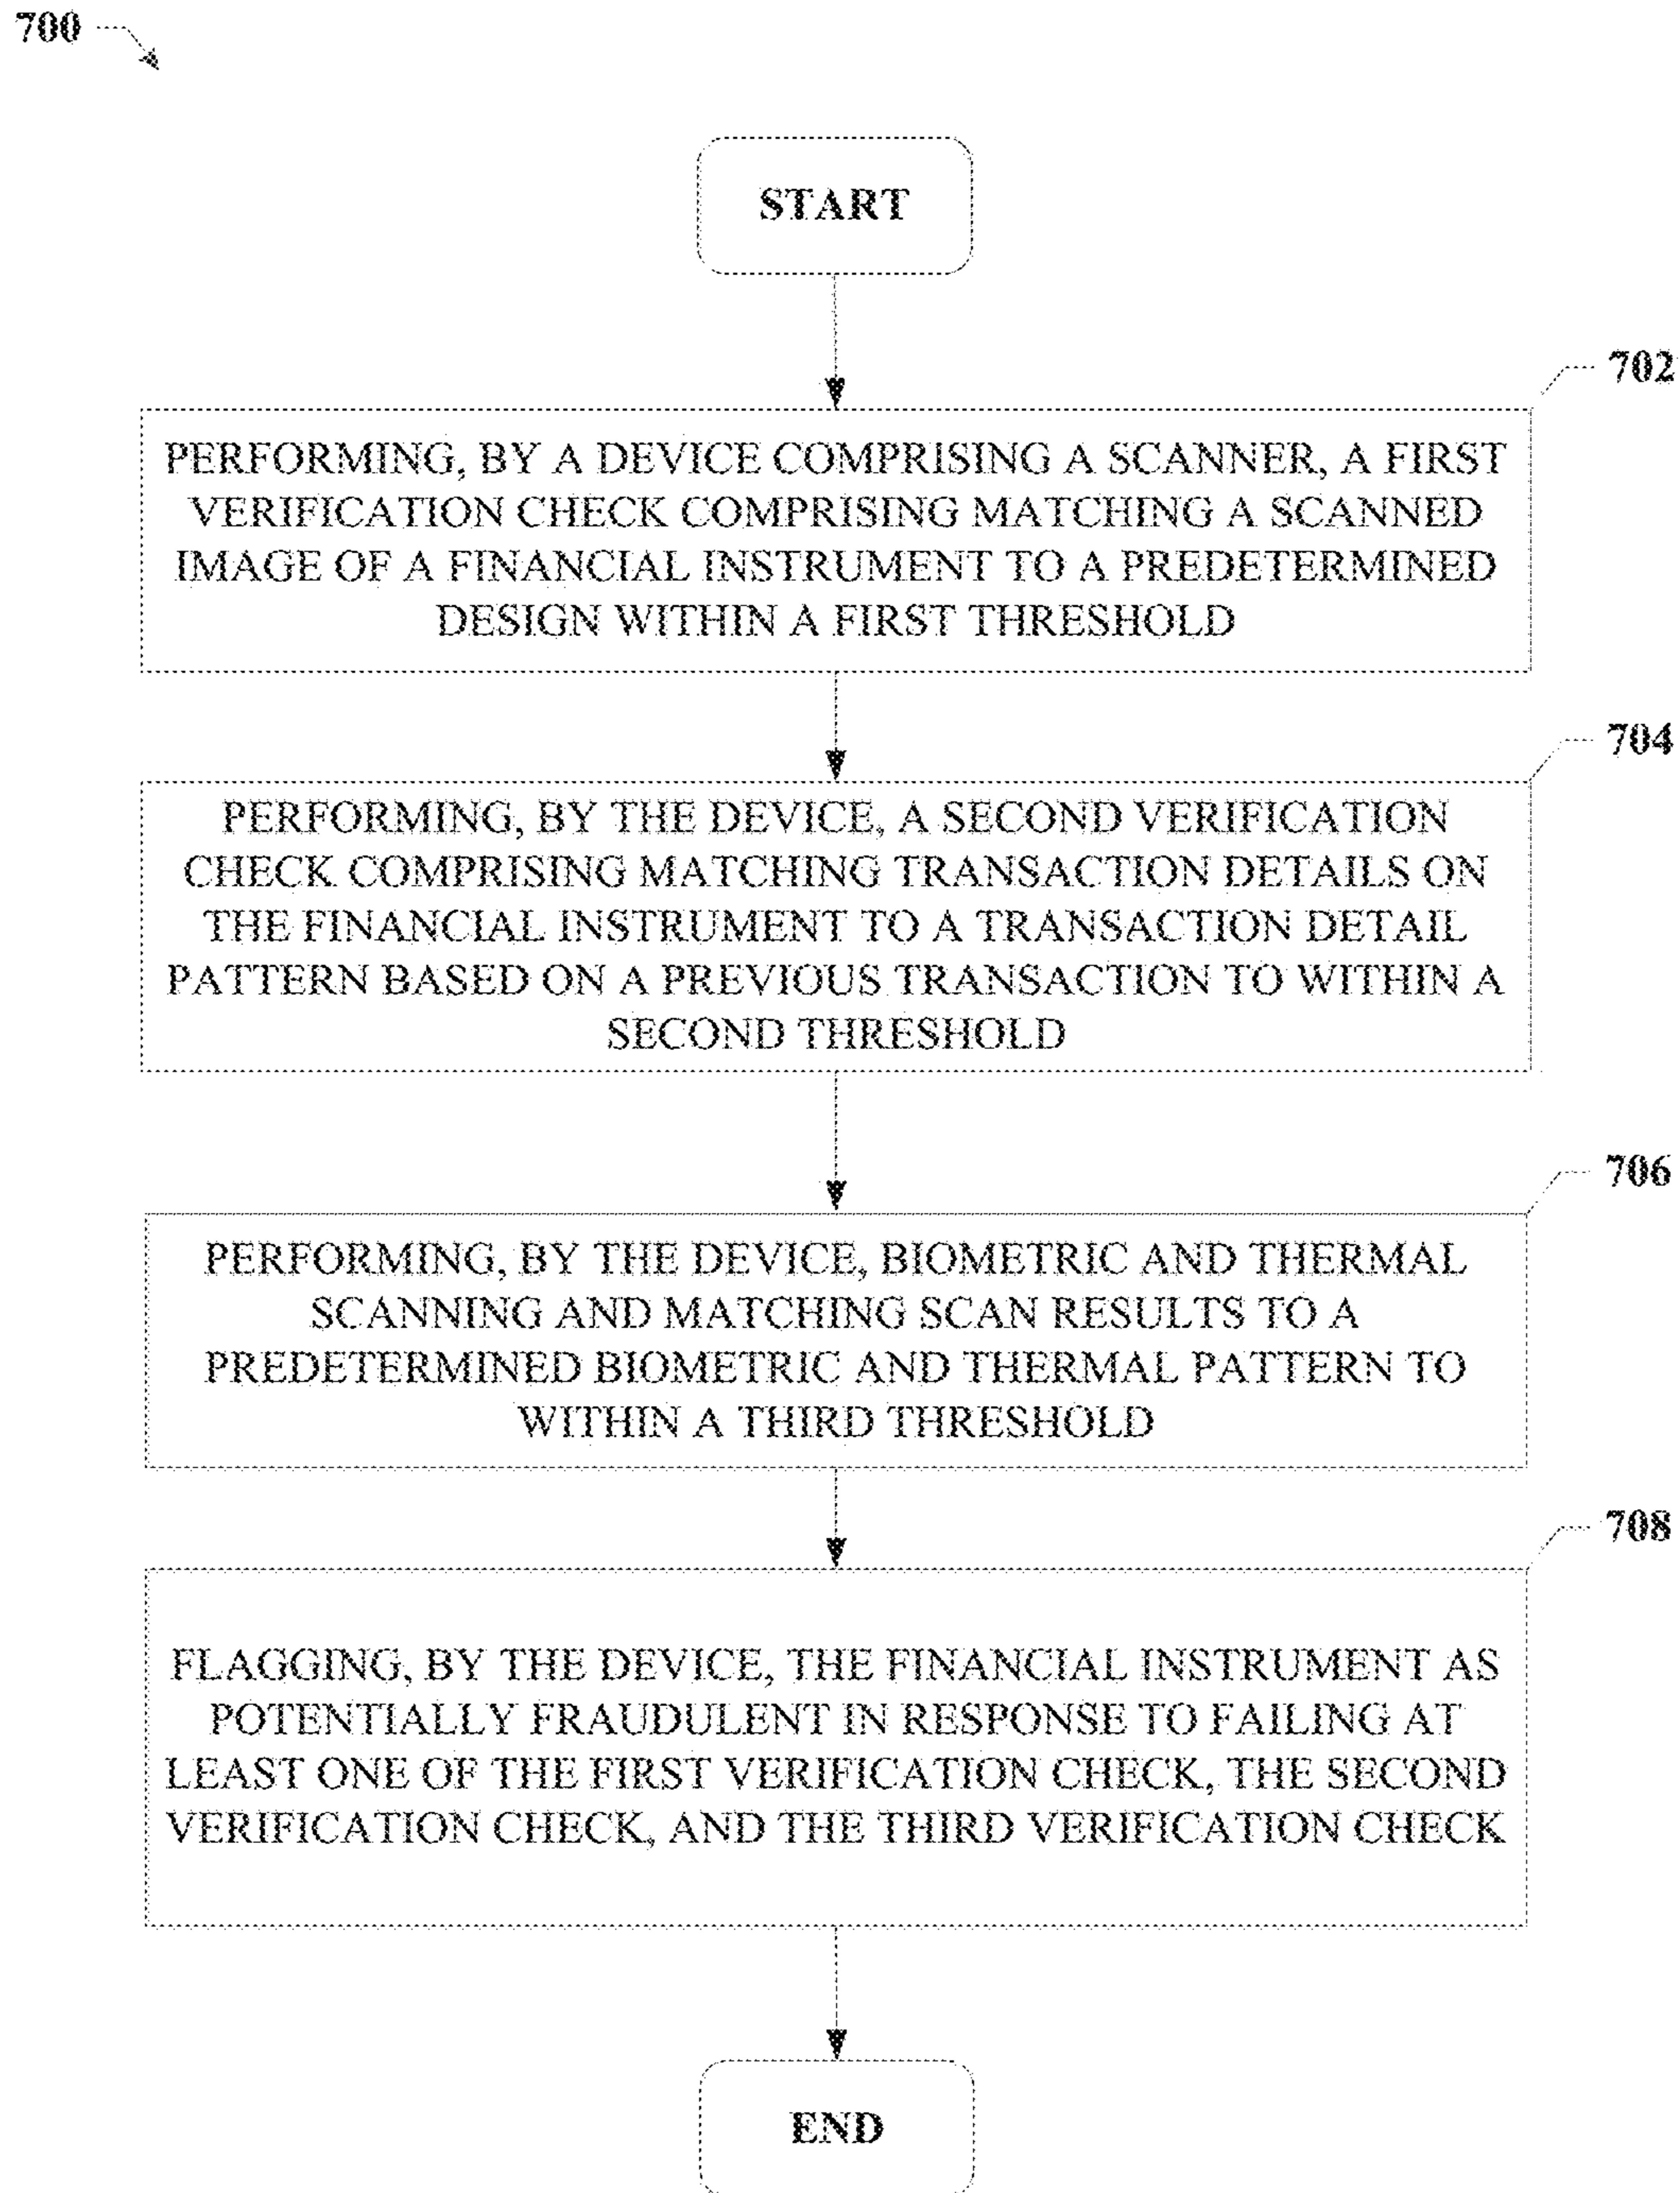 700
START
702
PERFORMING, BY A DEVICE COMPRISING A SCANNER, A FIRST
VERIFICATION CHECK COMPRISING MATCHING A SCANNED
IMAGE OF A FINANCIAL INSTRUMENT TO A PREDETERMINED
DESIGN WITHIN A FIRST THRESHOLD
704
PERFORMING, BY THE DEVICE, A SECOND VERIFICATION
CHECK COMPRISING MATCHING TRANSACTION DETAILS ON
THE FINANCIAL INSTRUMENT TO A TRANSACTION DETAIL
PATTERN BASED ON A PREVIOUS TRANSACTION TO WITHIN A
SECOND THRESHOLD
706
PERFORMING, BY THE DEVICE, BIOMETRIC AND THERMAL
SCANNING AND MATCHING SCAN RESULTS TO A
PREDETERMINED BIOMETRIC AND THERMAL PATTERN TO
WITHIN A THIRD THRESHOLD
708
FLAGGING, BY THE DEVICE, THE FINANCIAL INSTRUMENT AS
POTENTIALLY FRAUDULENT IN RESPONSE TO FAILING AT
LEAST ONE OF THE FIRST VERIFICATION CHECK, THE SECOND
VERIFICATION CHECK, AND THE THIRD VERIFICATION CHECK
END